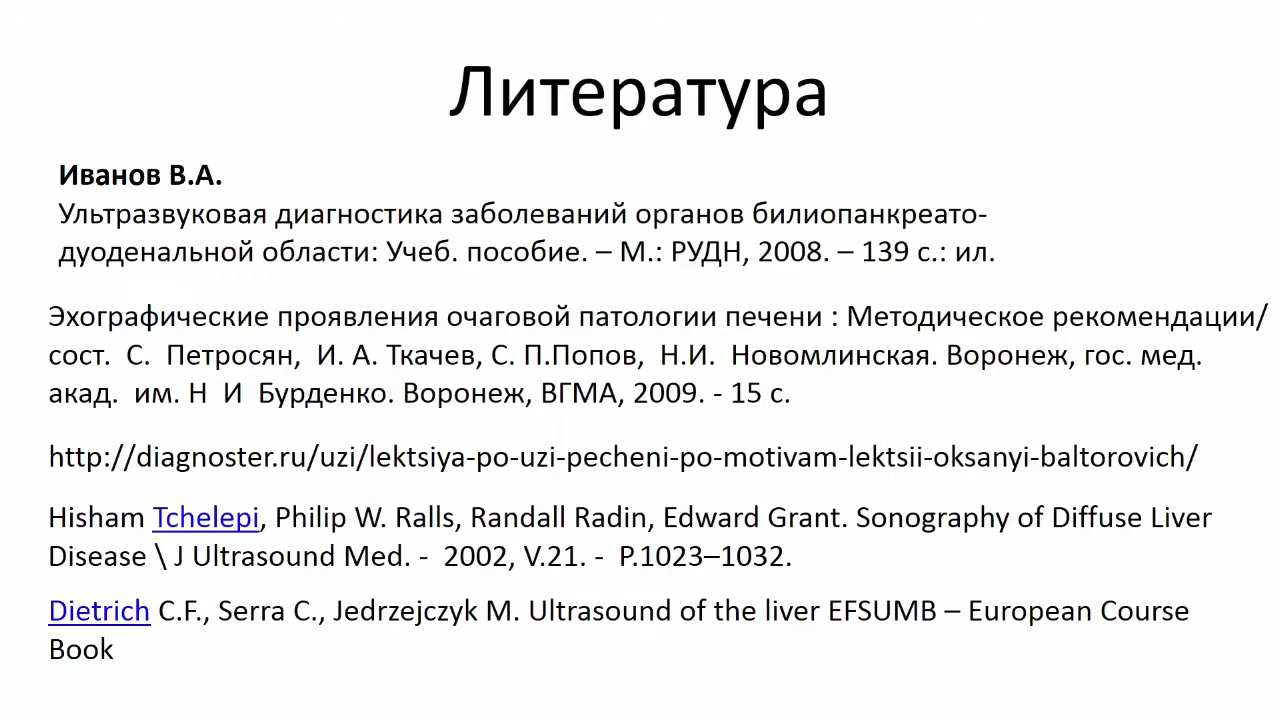 Литература
Иванов В.А.
Ультразвуковая диагностика заболеваний органов билиопанкреато-
дуоденальной области: Учеб. пособие. – М.: РУДН, 2008. – 139 с.: ил.
Эхографические проявления очаговой патологии печени : Методическое рекомендации/
сост. С. Петросян, И. А. Ткачев, С. П.Попов, Н.И. Новомлинская. Воронеж, гос. мед.
акад. им. Н И Бурденко. Воронеж, ВГМА, 2009. - 15 с.
http://diagnoster.ru/uzi/lektsiya-po-uzi-pecheni-po-motivam-lektsii-oksanyi-baltorovich/
Hisham Tchelepi, Philip W. Ralls, Randall Radin, Edward Grant. Sonography of Diffuse Liver
Disease \ J Ultrasound Med. - 2002, V.21. - P.1023–1032.
Dietrich C.F., Serra C., Jedrzejczyk M. Ultrasound of the liver EFSUMB – European Course
Book